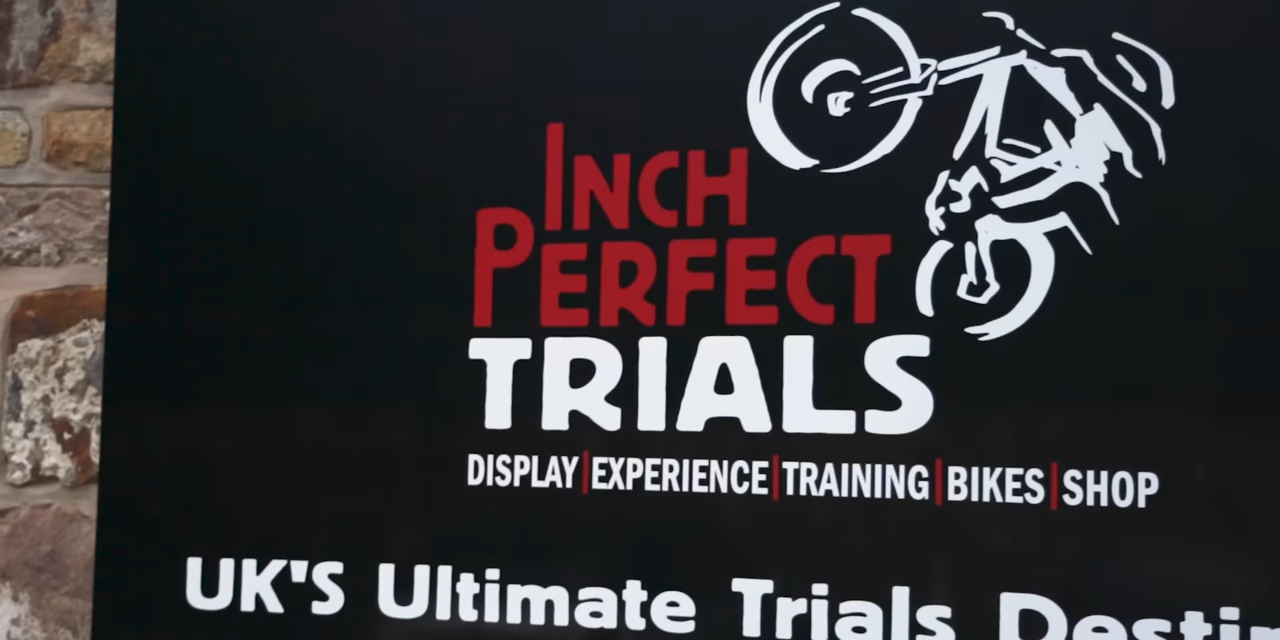 INCH
PERFECT
TRIALS
DISPLAY|EXPERIENCE|TRAINING|BIKES|SHOP
UK'S Ultimate Trials